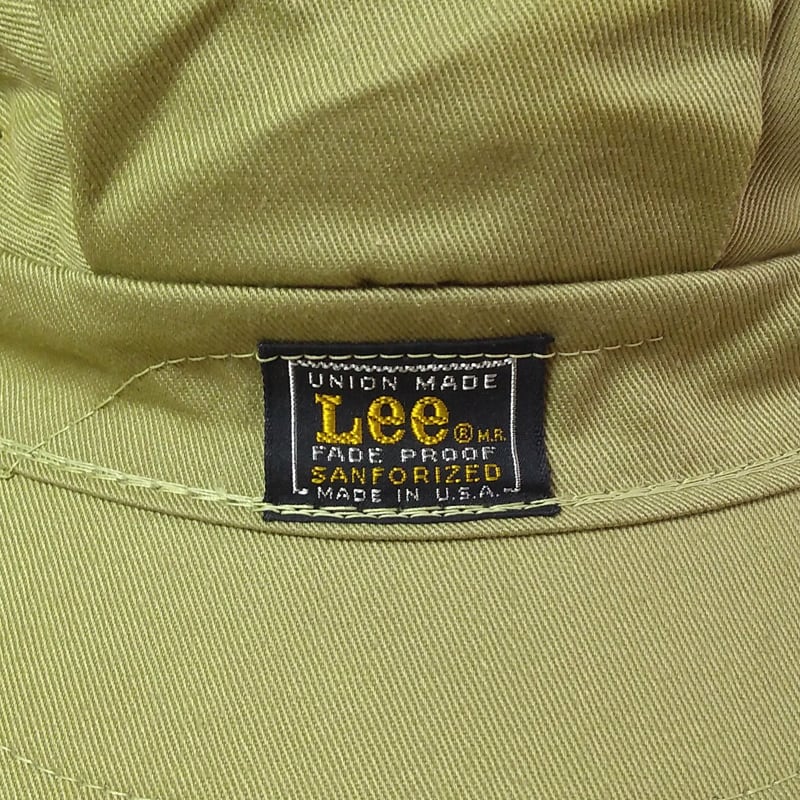 UNION MADE
Lee® M.R.
FADE PROOF
SANFORIZED
MADE IN U.S.A.